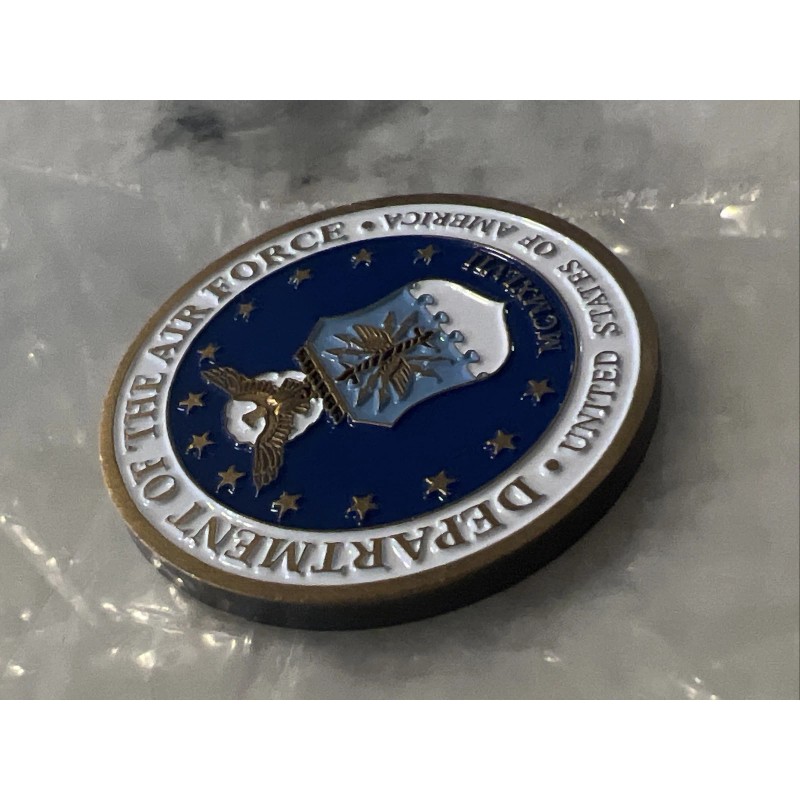 DEPARTMENT OF THE AIR FORCE
UNITED STATES OF AMERICA
MCMXLVII